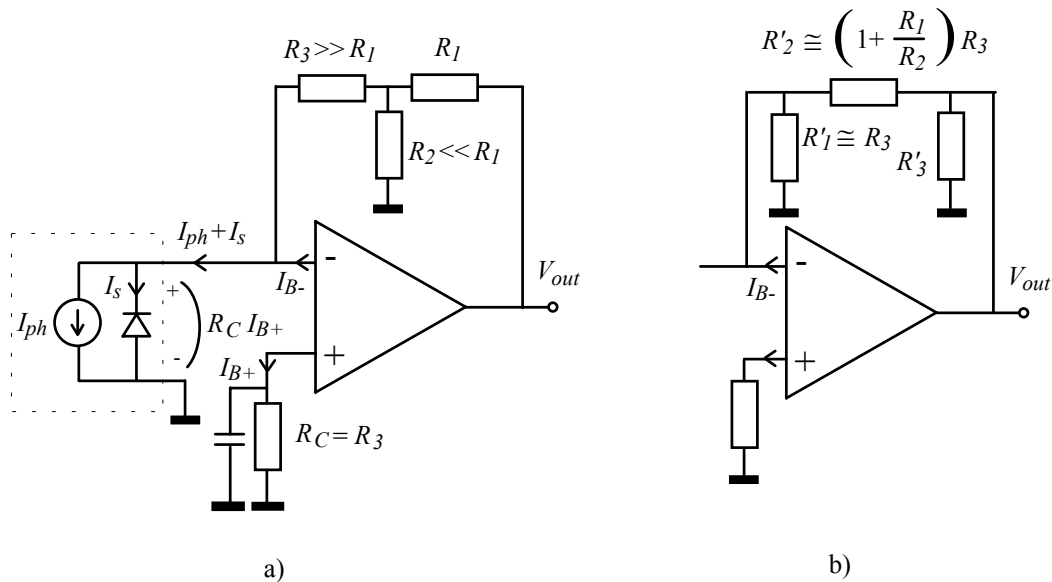 R3>>R1
R1
R2<<R1
Iph+Is
IB-
-
Vout
Is
+
Iph
RC IB+
-
IB+
+
RC=R3
a)
R'2 ≅ (1+ R1/R2) R3
R'1≅ R3
R'3
-
IB-
Vout
+
b)